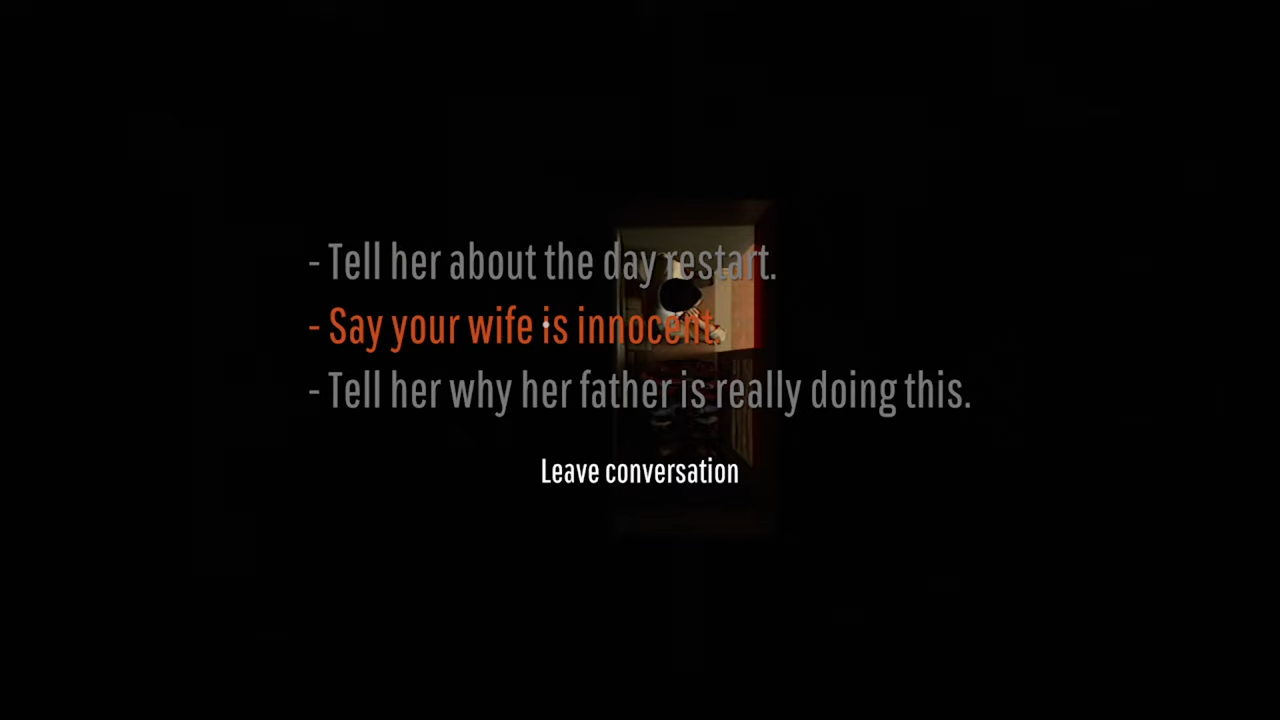 - Tell her about the day restart.
- Say your wife is innocent.
- Tell her why her father is really doing this.
Leave conversation